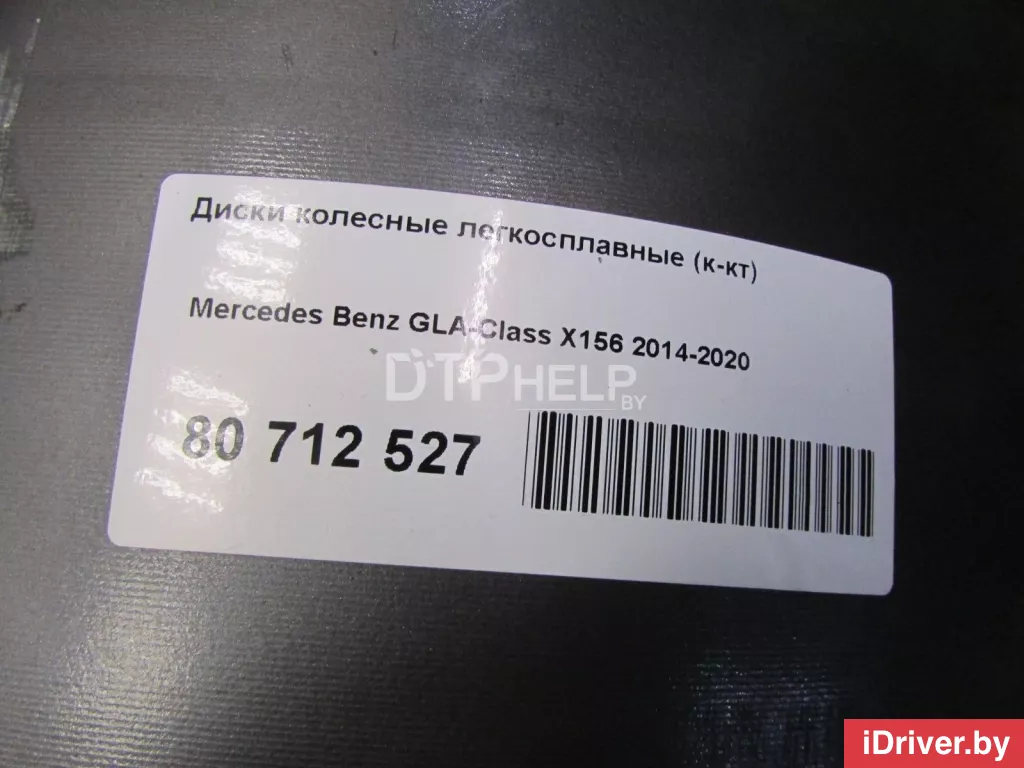 Диски колесные легкосплавные (к-кт)
Mercedes Benz GLA-Class X156 2014-2020
DTPHELP.BY
80 712 527
iDriver.by